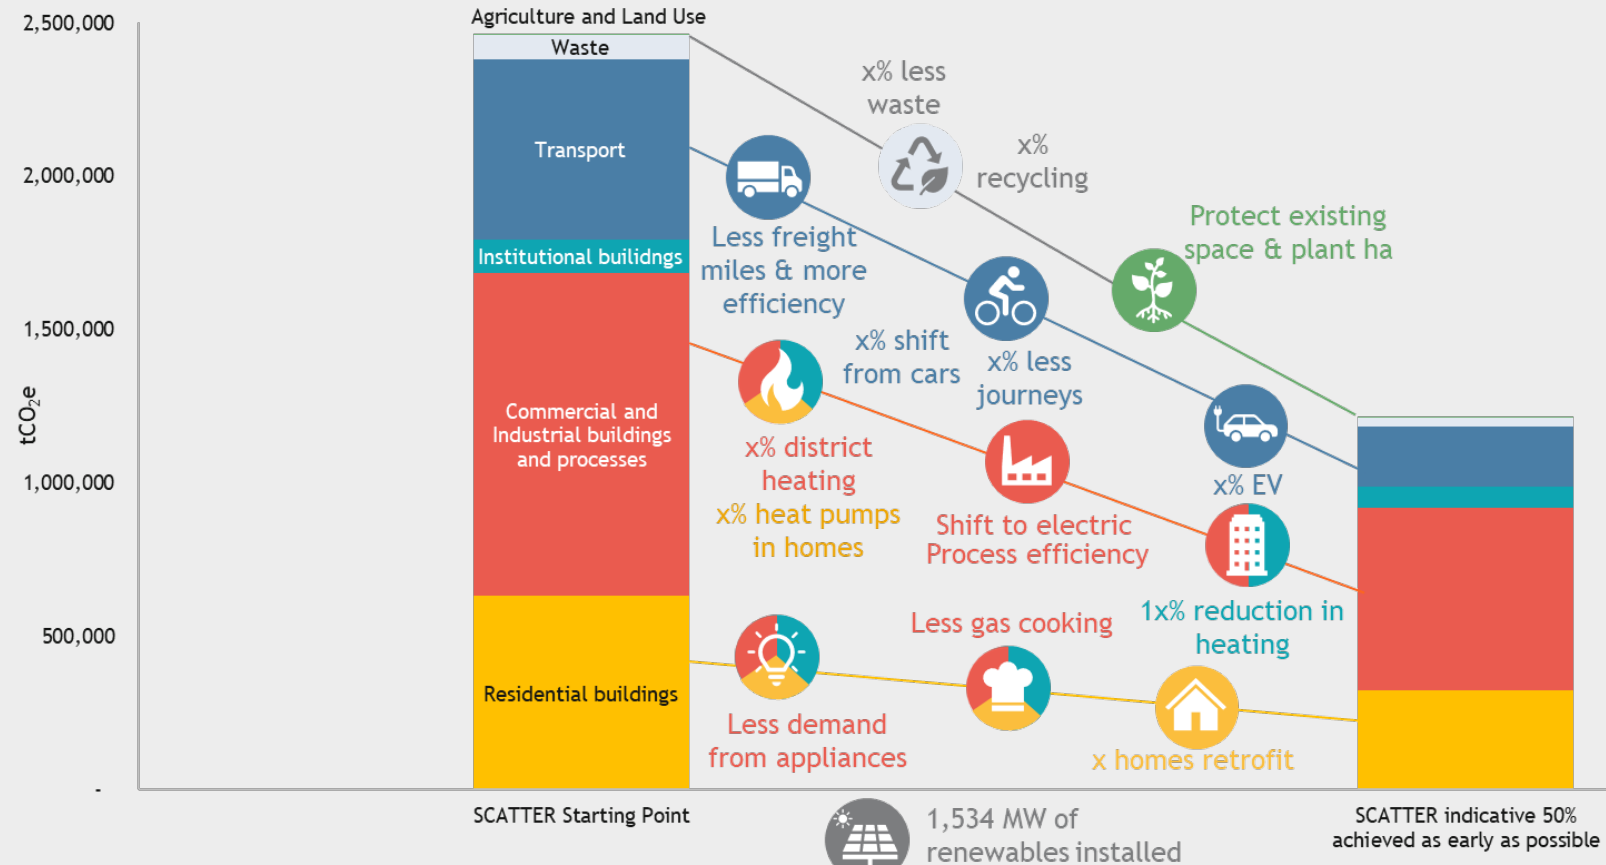 Agriculture and Land Use
2,500,000
Waste
x% less
waste
Transport
x%
recycling
2,000,000
Protect existing
space & plant ha
Less freight
miles & more
efficiency
Institutional builidngs
1,500,000
x% shift
from cars
x% less
journeys
tCO₂e
Commercial and
Industrial buildings
and processes
x% district
heating
x% heat pumps
in homes
1,000,000
x% EV
Shift to electric
Process efficiency
1x% reduction in
heating
Less gas cooking
500,000
Residential buildings
Less demand
from appliances
x homes retrofit
-
SCATTER Starting Point
1,534 MW of
renewables installed
SCATTER indicative 50%
achieved as early as possible